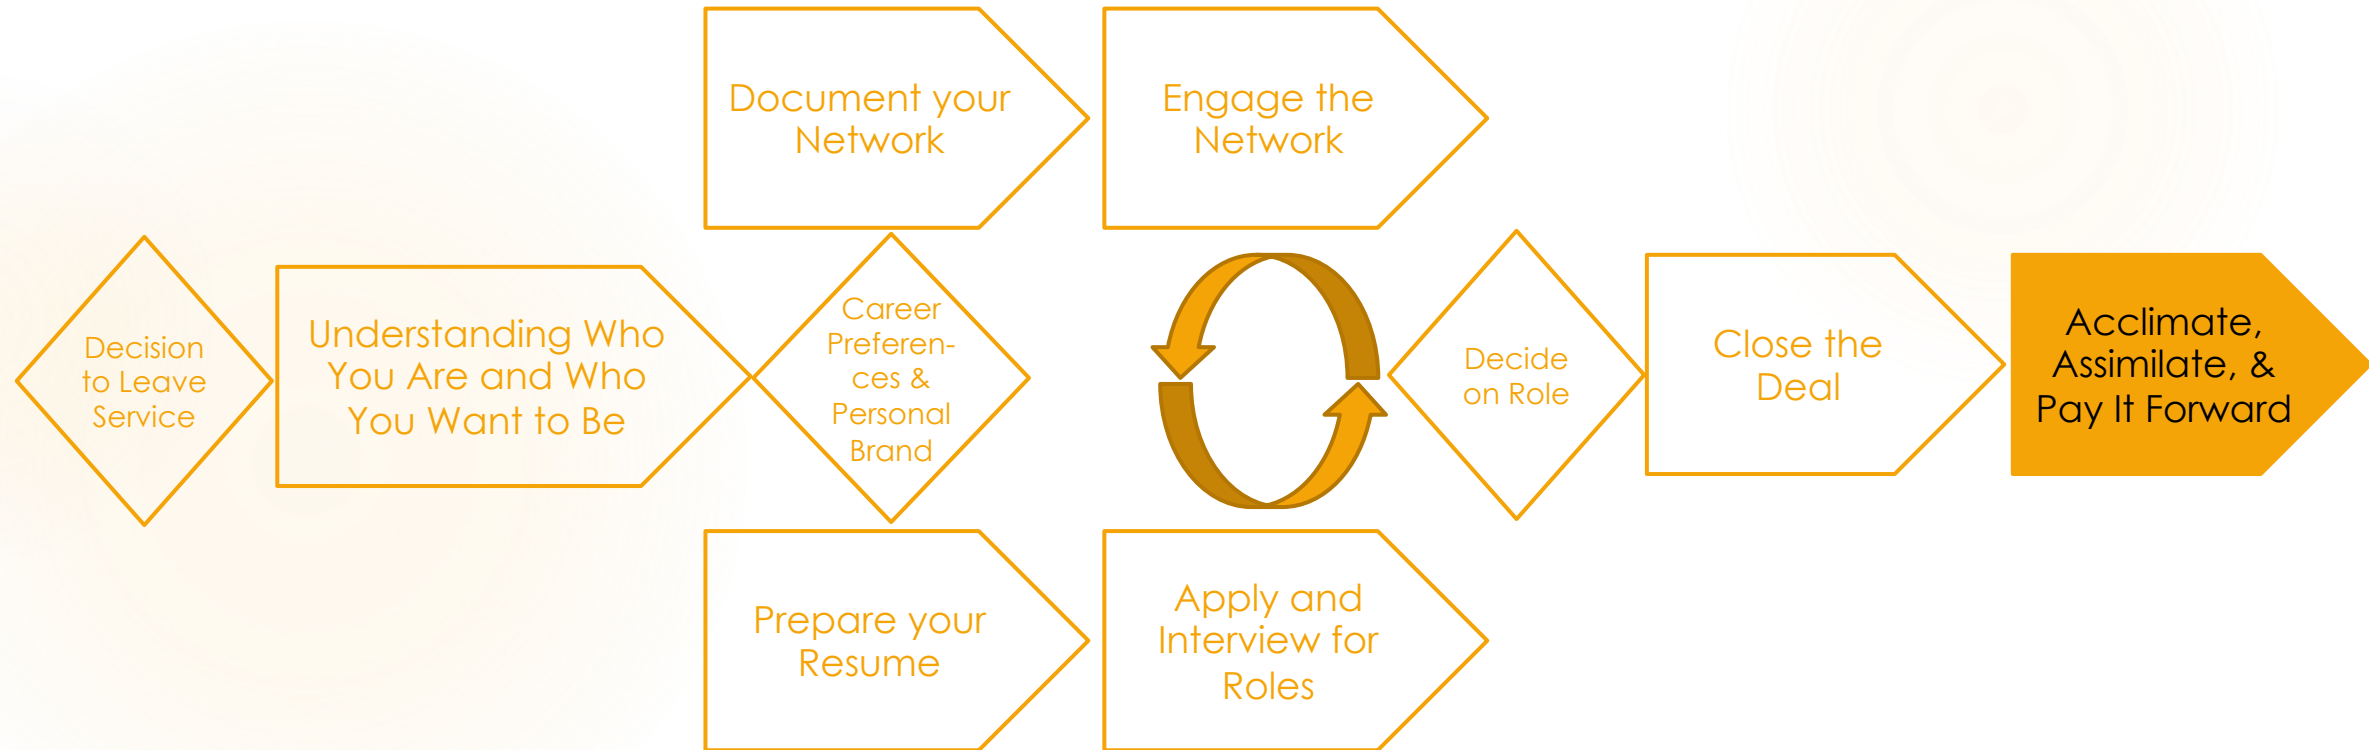 Decision
to Leave
Service
Understanding Who
You Are and Who
You Want to Be
Document your
Network
Career
Preferen-
ces &
Personal
Brand
Prepare your
Resume
Engage the
Network
Apply and
Interview for
Roles
Decide
on Role
Close the
Deal
Acclimate,
Assimilate, &
Pay It Forward